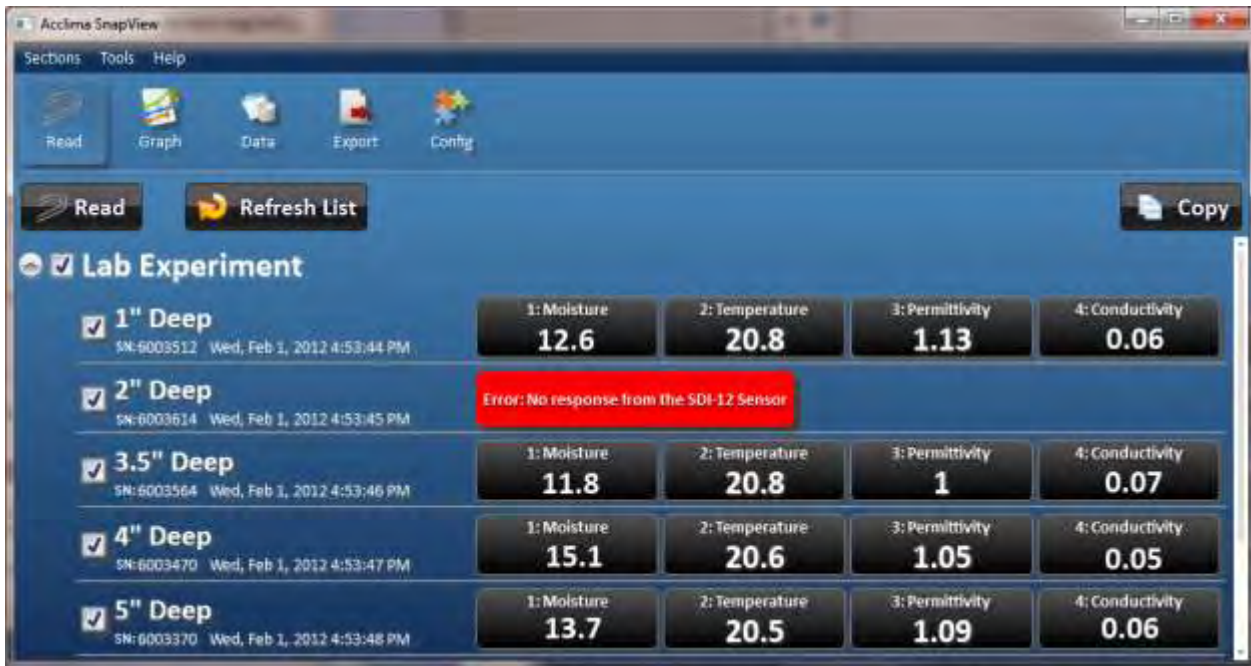 Acclima SnapView
Sections Tools Help
Read Graph Data Export Config
Read Refresh List Copy
Lab Experiment
1" Deep
SN:6003512 Wed, Feb 1, 2012 4:53:44 PM
1: Moisture 2: Temperature 3: Permittivity 4: Conductivity
12.6 20.8 1.13 0.06
2" Deep
SN:6003614 Wed, Feb 1, 2012 4:53:45 PM
Error: No response from the SDI-12 Sensor
3.5" Deep
SN:6003564 Wed, Feb 1, 2012 4:53:46 PM
1: Moisture 2: Temperature 3: Permittivity 4: Conductivity
11.8 20.8 1 0.07
4" Deep
SN:6003470 Wed, Feb 1, 2012 4:53:47 PM
1: Moisture 2: Temperature 3: Permittivity 4: Conductivity
15.1 20.6 1.05 0.05
5" Deep
SN:6003370 Wed, Feb 1, 2012 4:53:48 PM
1: Moisture 2: Temperature 3: Permittivity 4: Conductivity
13.7 20.5 1.09 0.06